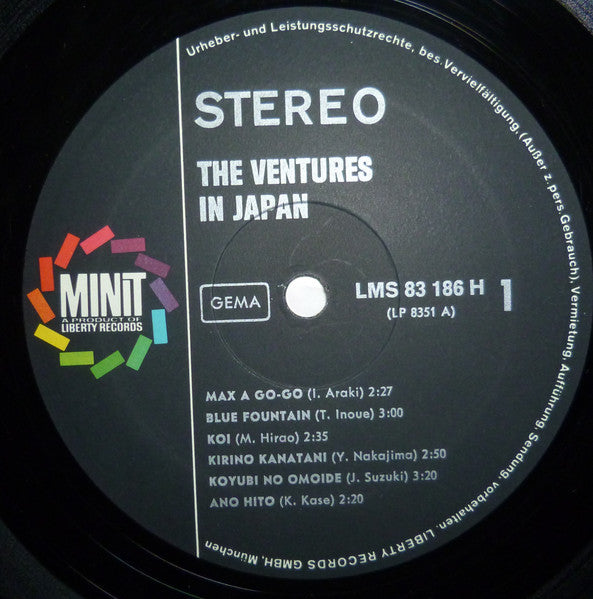 Urheber- und Leistungsschutzrechte, bes. Vervielfältigung, (Außer z. pers Gebrauch), Vermietung, Aufführung, Sendung, vorbehalten. LIBERTY RECORDS GMBH, München
STEREO
THE VENTURES
IN JAPAN
MINIT
A PRODUCT OF
LIBERTY RECORDS
GEMA
LMS 83 186 H
1
(LP 8351 A)
MAX A GO-GO (I. Araki) 2:27
BLUE FOUNTAIN (T. Inoue) 3:00
KOI (M. Hirao) 2:35
KIRINO KANATANI (Y. Nakajima) 2:50
KOYUBI NO OMOIDE (J. Suzuki) 3:20
ANO HITO (K. Kase) 2:20